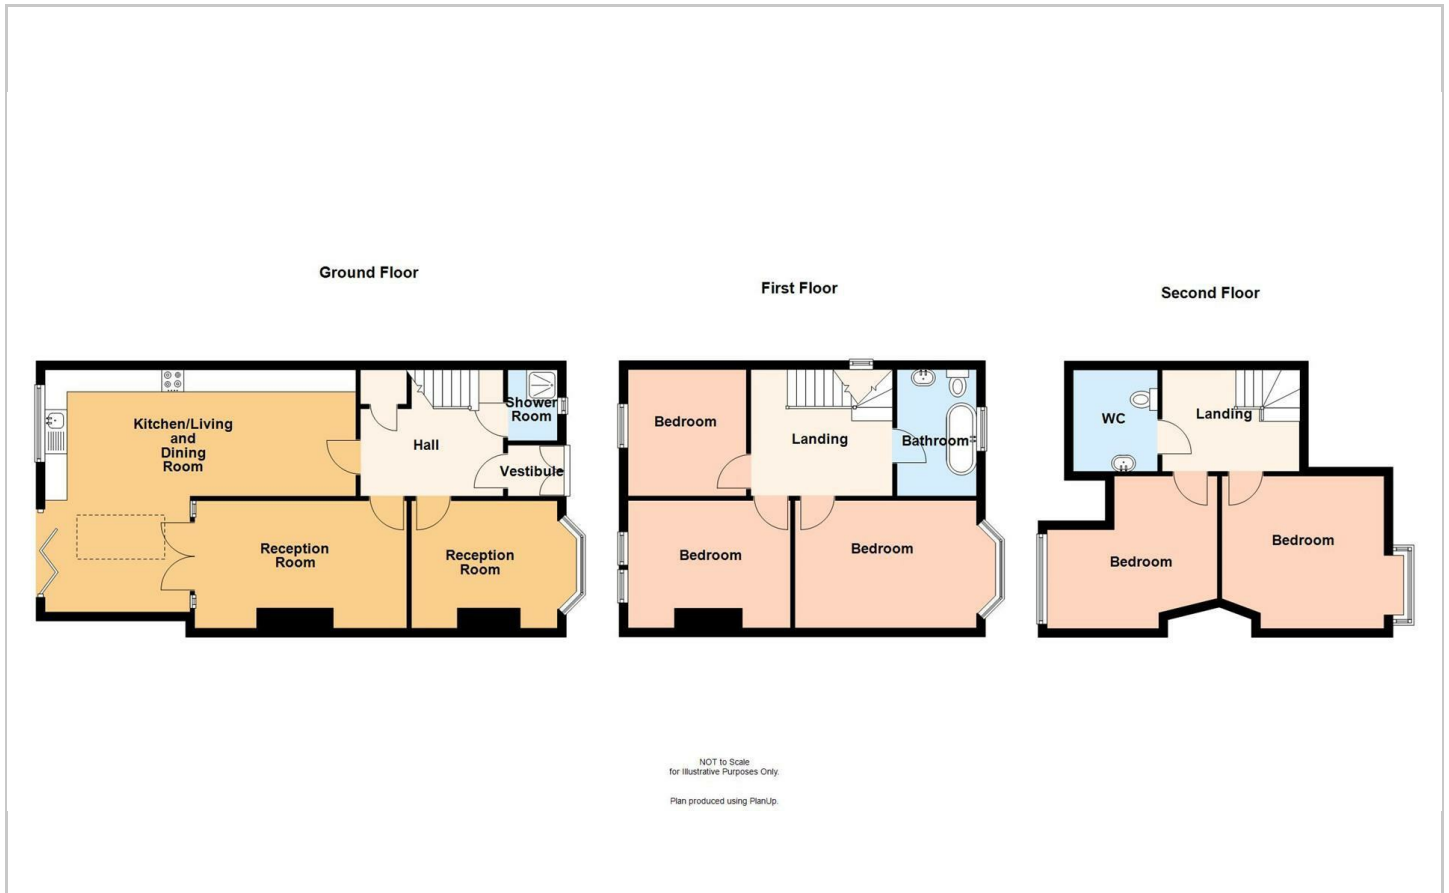 Ground Floor
Kitchen/Living
and
Dining
Room
Hall
Shower
Room
Vestibule
Reception
Room
Reception
Room
First Floor
Bedroom
Landing
Bathroom
Bedroom
Bedroom
Second Floor
WC
Landing
Bedroom
Bedroom
NOT to Scale
for Illustrative Purposes Only.
Plan produced using PlanUp.